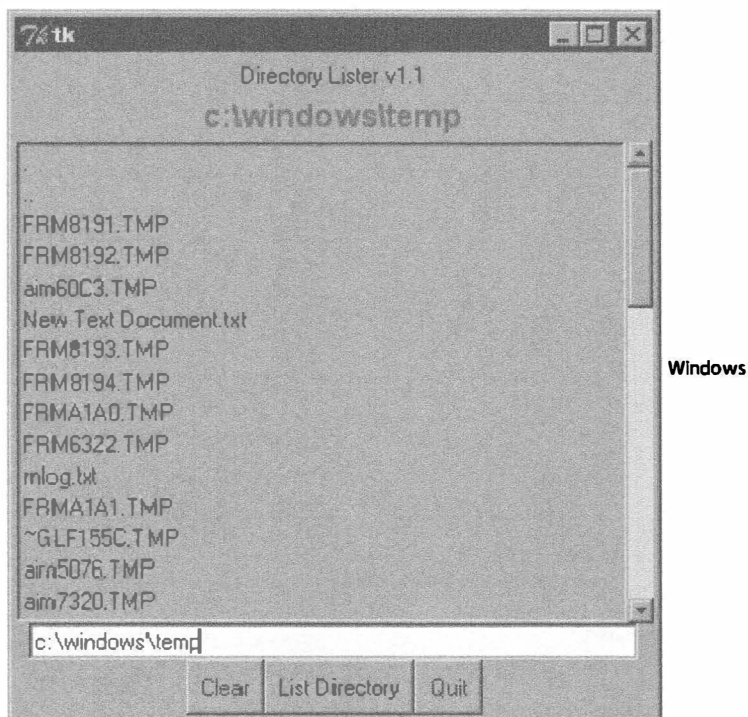 tk
Directory Lister v1.1
c:\windows\temp
.
..
FRM8191.TMP
FRM8192.TMP
aim60C3.TMP
New Text Document.txt
FRM8193.TMP
FRM8194.TMP
FRMA1A0.TMP
FRM6322.TMP
mlog.txt
FRMA1A1.TMP
~GLF155C.TMP
aim5076.TMP
aim7320.TMP
c:\windows\temp
Clear List Directory Quit
Windows